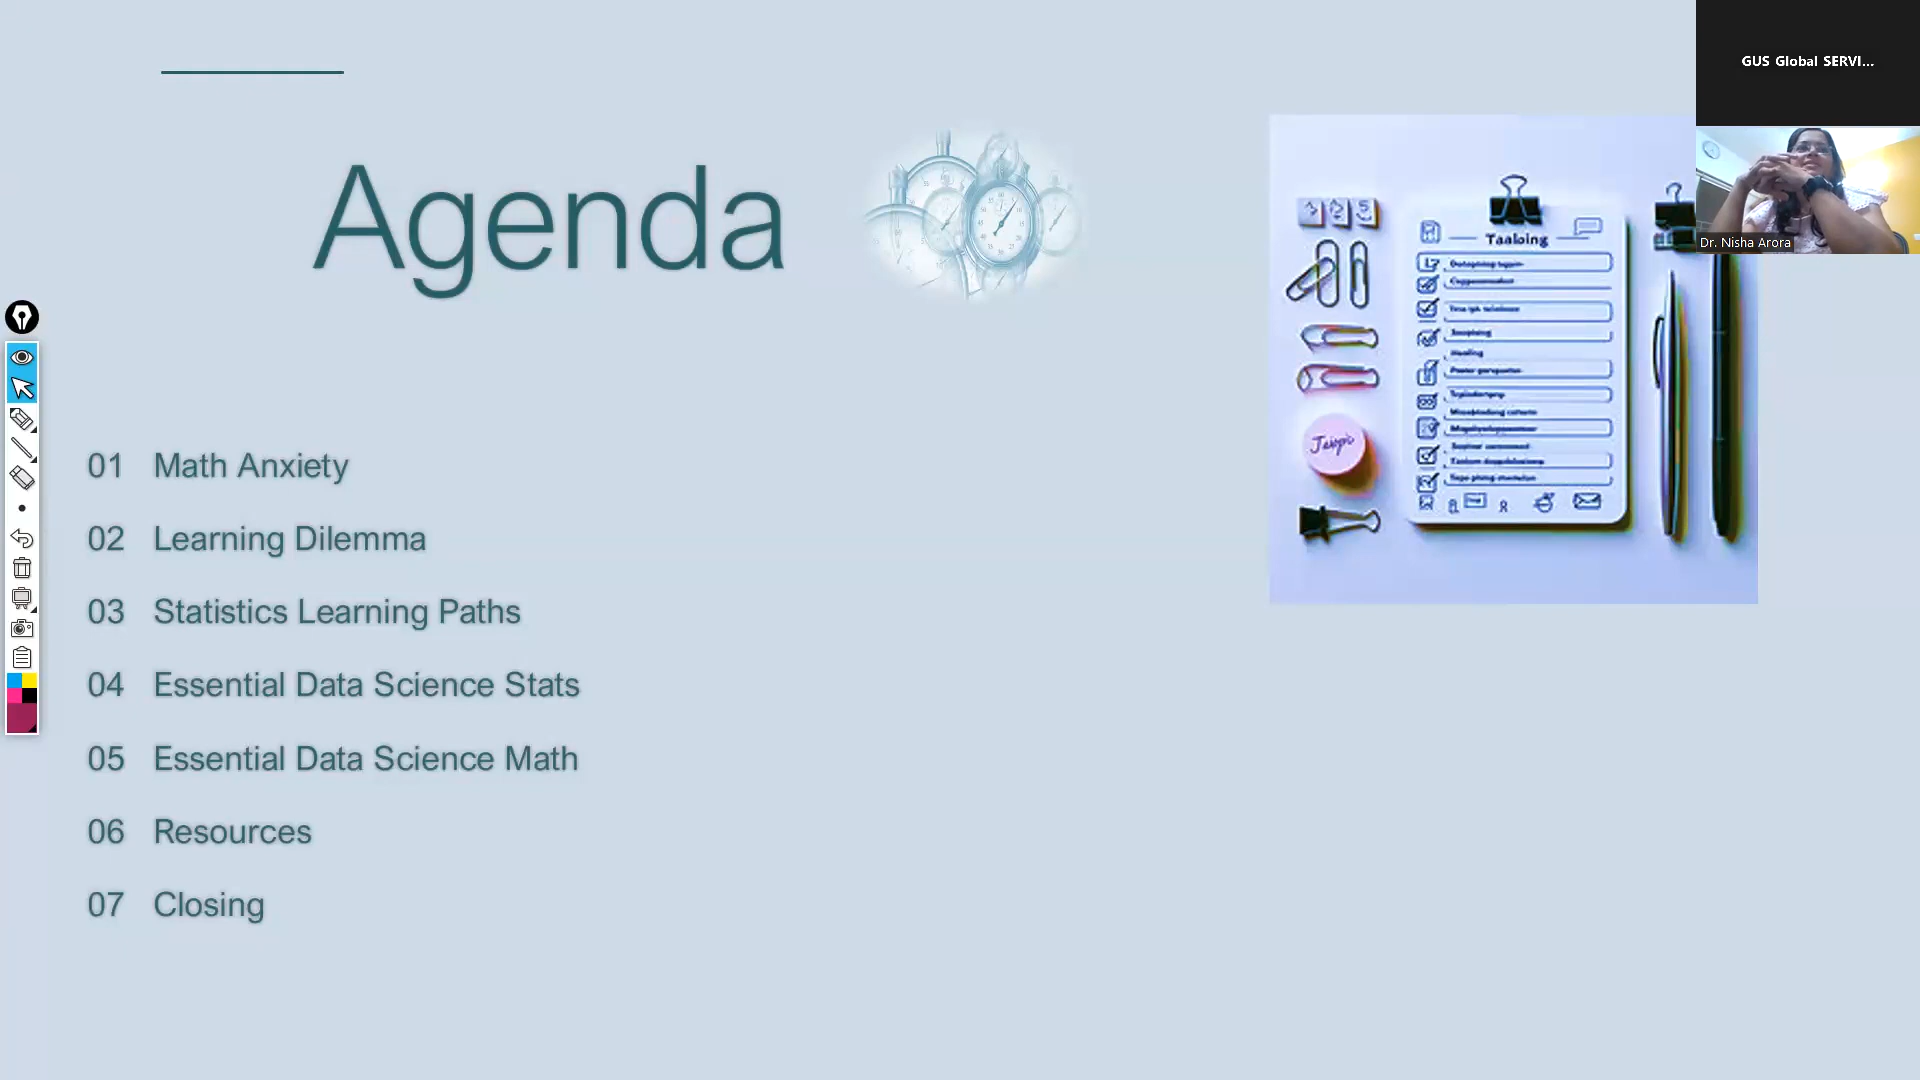 GUS Global SERVI...
Dr. Nisha Arora
Agenda
01 Math Anxiety
02 Learning Dilemma
03 Statistics Learning Paths
04 Essential Data Science Stats
05 Essential Data Science Math
06 Resources
07 Closing
Taaloing